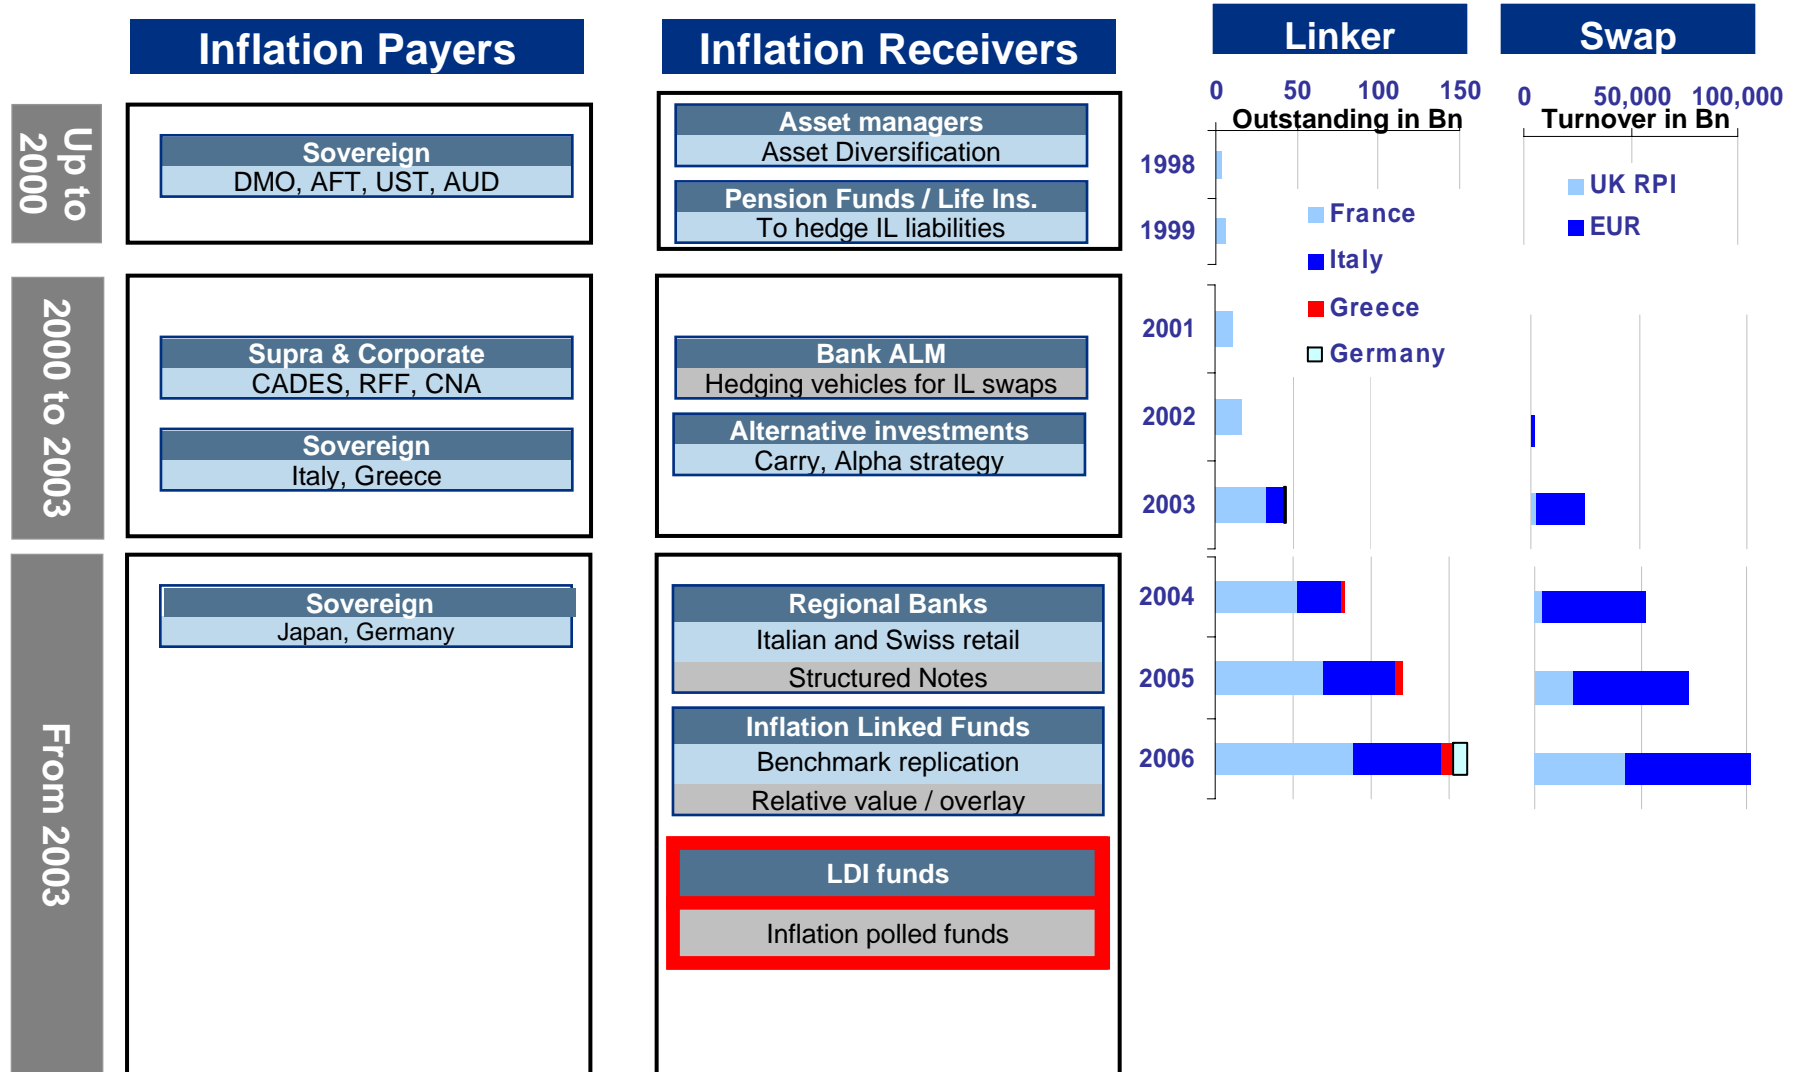 Inflation Payers
Inflation Receivers
Linker
Swap
Up to
2000
Sovereign
DMO, AFT, UST, AUD
Asset managers
Asset Diversification
Pension Funds / Life Ins.
To hedge IL liabilities
0 50 100 150
Outstanding in Bn
0 50,000 100,000
Turnover in Bn
1998
1999
France
Italy
Greece
Germany
UK RPI
EUR
2000 to 2003
Supra & Corporate
CADES, RFF, CNA
Sovereign
Italy, Greece
Bank ALM
Hedging vehicles for IL swaps
Alternative investments
Carry, Alpha strategy
2001
2002
2003
From 2003
Sovereign
Japan, Germany
Regional Banks
Italian and Swiss retail
Structured Notes
Inflation Linked Funds
Benchmark replication
Relative value / overlay
LDI funds
Inflation polled funds
2004
2005
2006